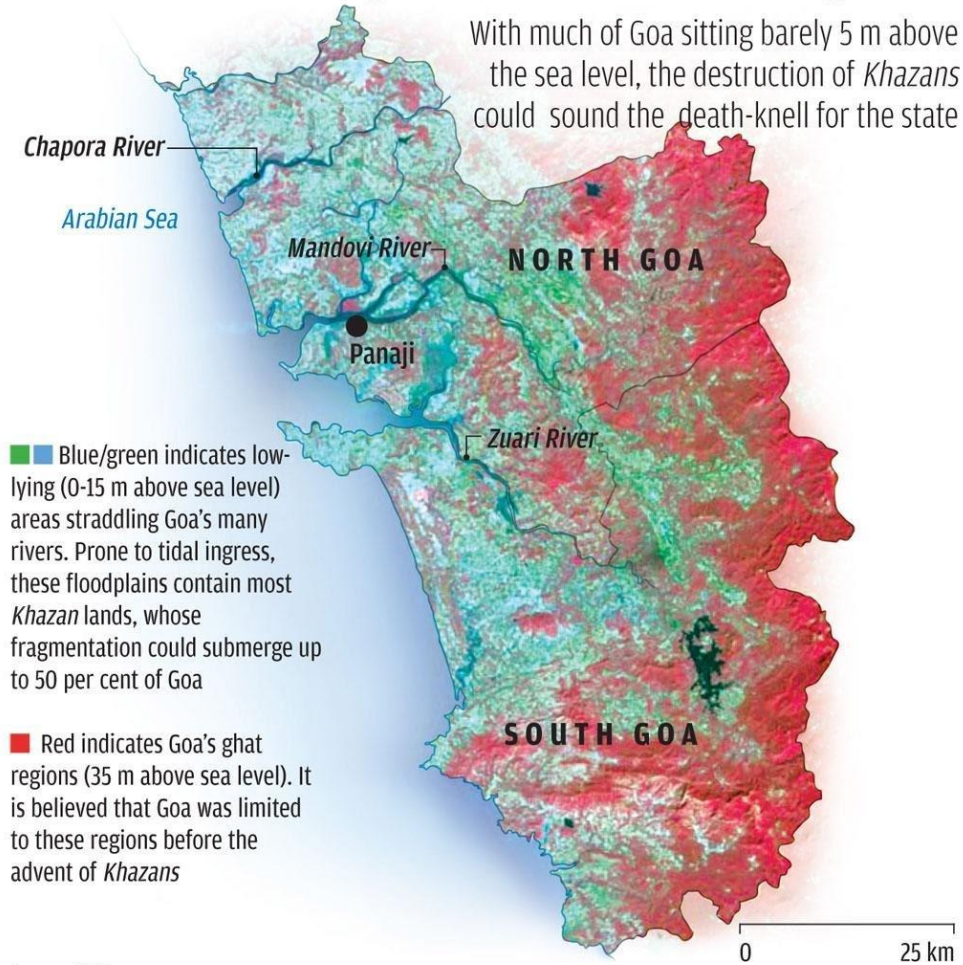 With much of Goa sitting barely 5 m above
the sea level, the destruction of Khazans
could sound the death-knell for the state
Chapora River
Arabian Sea
Mandovi River
NORTH GOA
Panaji
Zuari River
Blue/green indicates low-
lying (0-15 m above sea level)
areas straddling Goa's many
rivers. Prone to tidal ingress,
these floodplains contain most
Khazan lands, whose
fragmentation could submerge up
to 50 per cent of Goa
SOUTH GOA
Red indicates Goa's ghat
regions (35 m above sea level). It
is believed that Goa was limited
to these regions before the
advent of Khazans
0 25 km